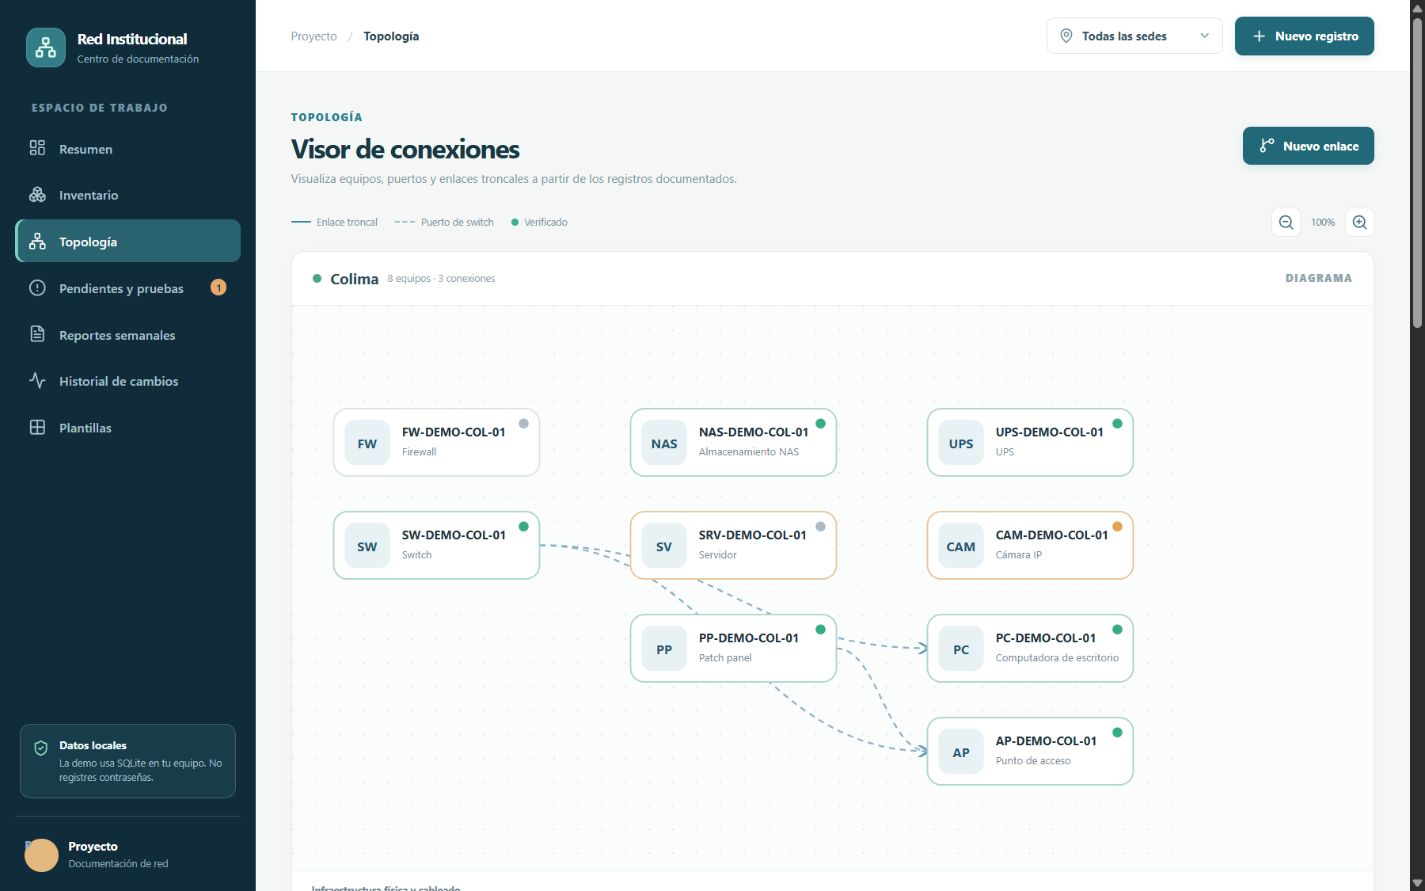 Red Institucional
Centro de documentación
ESPACIO DE TRABAJO
Resumen
Inventario
Topología
Pendientes y pruebas 1
Reportes semanales
Historial de cambios
Plantillas
Datos locales
La demo usa SQLite en tu equipo. No
registres contraseñas.
Proyecto
Documentación de red
Proyecto / Topología
Todas las sedes
Nuevo registro
TOPOLOGÍA
Visor de conexiones
Visualiza equipos, puertos y enlaces troncales a partir de los registros documentados.
Nuevo enlace
Enlace troncal
Puerto de switch
Verificado
100%
Colima 8 equipos · 3 conexiones
DIAGRAMA
FW
FW-DEMO-COL-01
Firewall
NAS
NAS-DEMO-COL-01
Almacenamiento NAS
UPS
UPS-DEMO-COL-01
UPS
SW
SW-DEMO-COL-01
Switch
SV
SRV-DEMO-COL-01
Servidor
CAM
CAM-DEMO-COL-01
Cámara IP
PP
PP-DEMO-COL-01
Patch panel
PC
PC-DEMO-COL-01
Computadora de escritorio
AP
AP-DEMO-COL-01
Punto de acceso
Infraestructura física y cableado